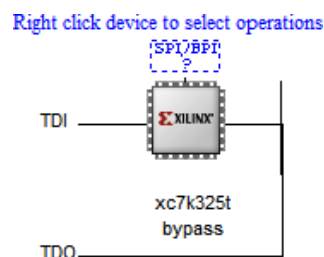 Right click device to select operations
SPI/BPI
?
TDI
XILINX
xc7k325t
bypass
TDO